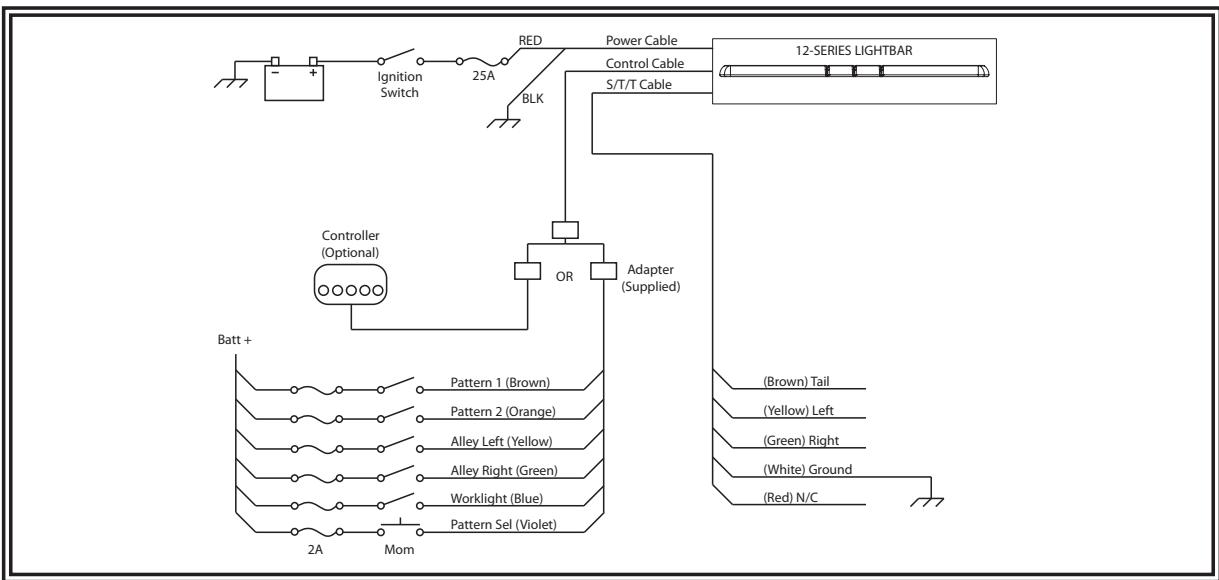 RED
Power Cable
12-SERIES LIGHTBAR
Control Cable
– +
Ignition
Switch
25A
S/T/T Cable
BLK
Controller
(Optional)
OR
Adapter
(Supplied)
Batt +
Pattern 1 (Brown)
Pattern 2 (Orange)
Alley Left (Yellow)
Alley Right (Green)
Worklight (Blue)
Pattern Sel (Violet)
2A
Mom
(Brown) Tail
(Yellow) Left
(Green) Right
(White) Ground
(Red) N/C